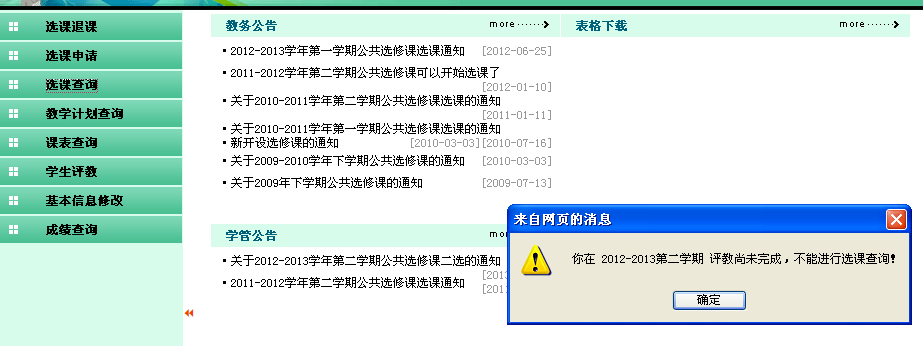 选课退课
选课申请
选课查询
教学计划查询
课表查询
学生评教
基本信息修改
成绩查询
教务公告
more
2012-2013学年第一学期公共选修课选课通知 [2012-06-25]
2011-2012学年第二学期公共选修课可以开始选课了
[2012-01-10]
关于2010-2011学年第二学期公共选修课选课的通知
[2011-01-11]
关于2010-2011学年第一学期公共选修课选课的通知
新开设选修课的通知 [2010-03-03][2010-07-16]
关于2009-2010学年下学期公共选修课的通知 [2010-03-03]
关于2009年下学期公共选修课的通知 [2009-07-13]
表格下载
more
学管公告
关于2012-2013学年第二学期公共选修课二选的通知
2011-2012学年第二学期公共选修课选课通知
来自网页的消息
你在 2012-2013第二学期 评教尚未完成，不能进行选课查询!
确定